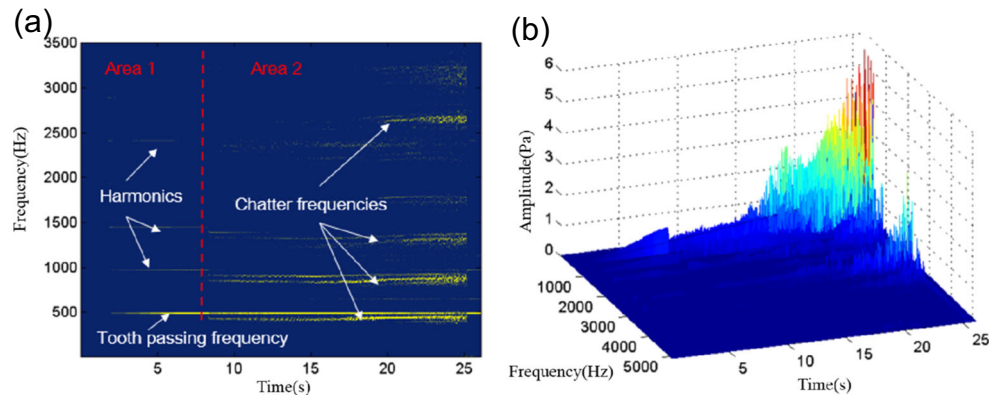 (a)
3500
3000
2500
2000
1500
1000
500
Frequency(Hz)
Area 1
Area 2
Harmonics
Chatter frequencies
Tooth passing frequency
5
10
15
20
25
Time(s)
(b)
6
5
4
3
2
1
0
Amplitude(Pa)
1000
2000
3000
4000
5000
Frequency(Hz)
5
10
15
20
25
Time(s)